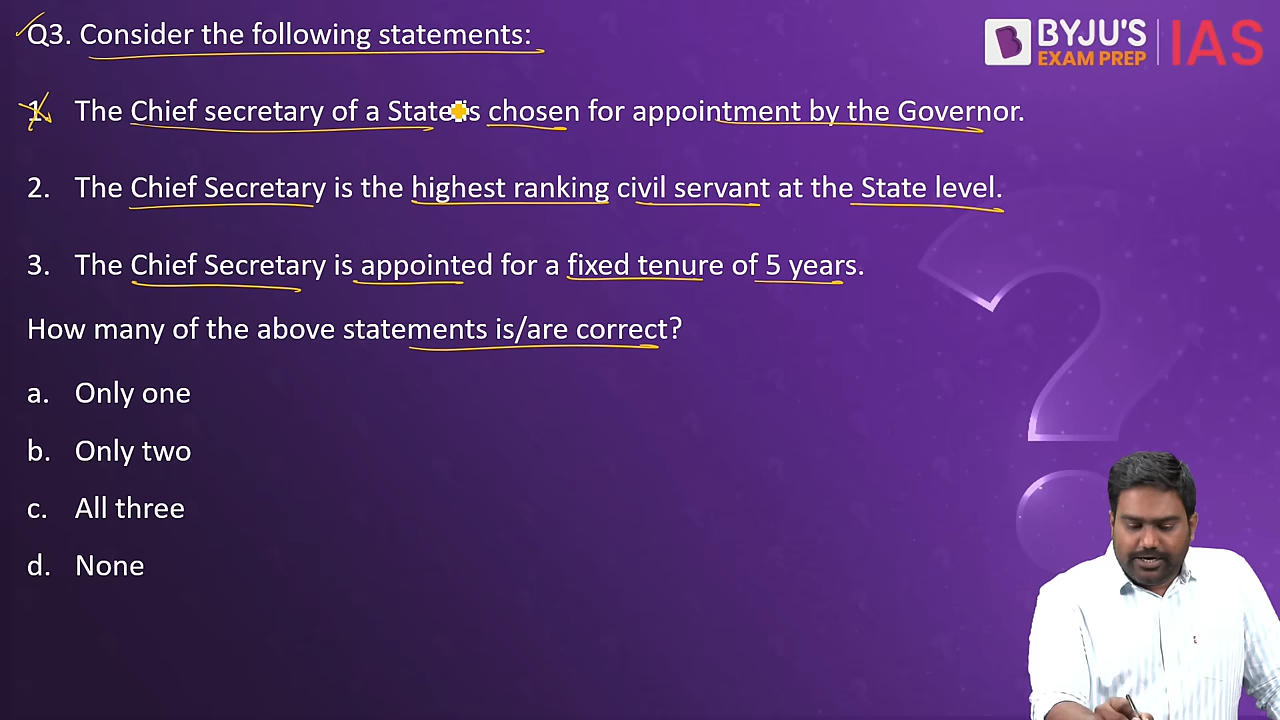 Q3. Consider the following statements:
BYJU'S
EXAM PREP
IAS
1. The Chief secretary of a State is chosen for appointment by the Governor.
2. The Chief Secretary is the highest ranking civil servant at the State level.
3. The Chief Secretary is appointed for a fixed tenure of 5 years.
How many of the above statements is/are correct?
a. Only one
b. Only two
c. All three
d. None